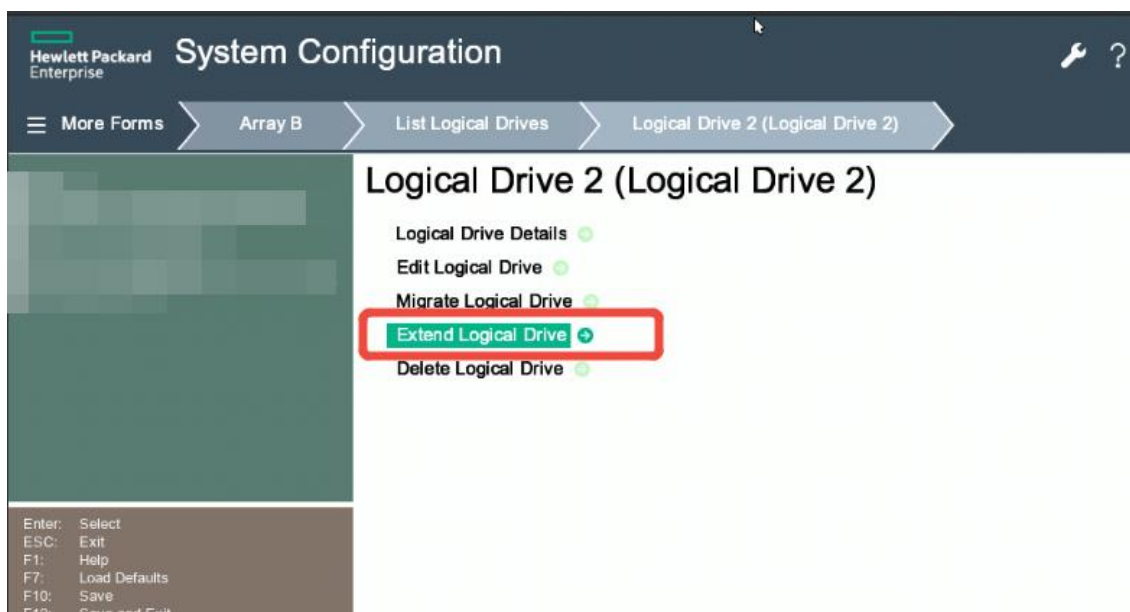 Hewlett Packard
Enterprise
System Configuration
?
More Forms
Array B
List Logical Drives
Logical Drive 2 (Logical Drive 2)
Logical Drive 2 (Logical Drive 2)
Logical Drive Details
Edit Logical Drive
Migrate Logical Drive
Extend Logical Drive
Delete Logical Drive
Enter: Select
ESC: Exit
F1: Help
F7: Load Defaults
F10: Save